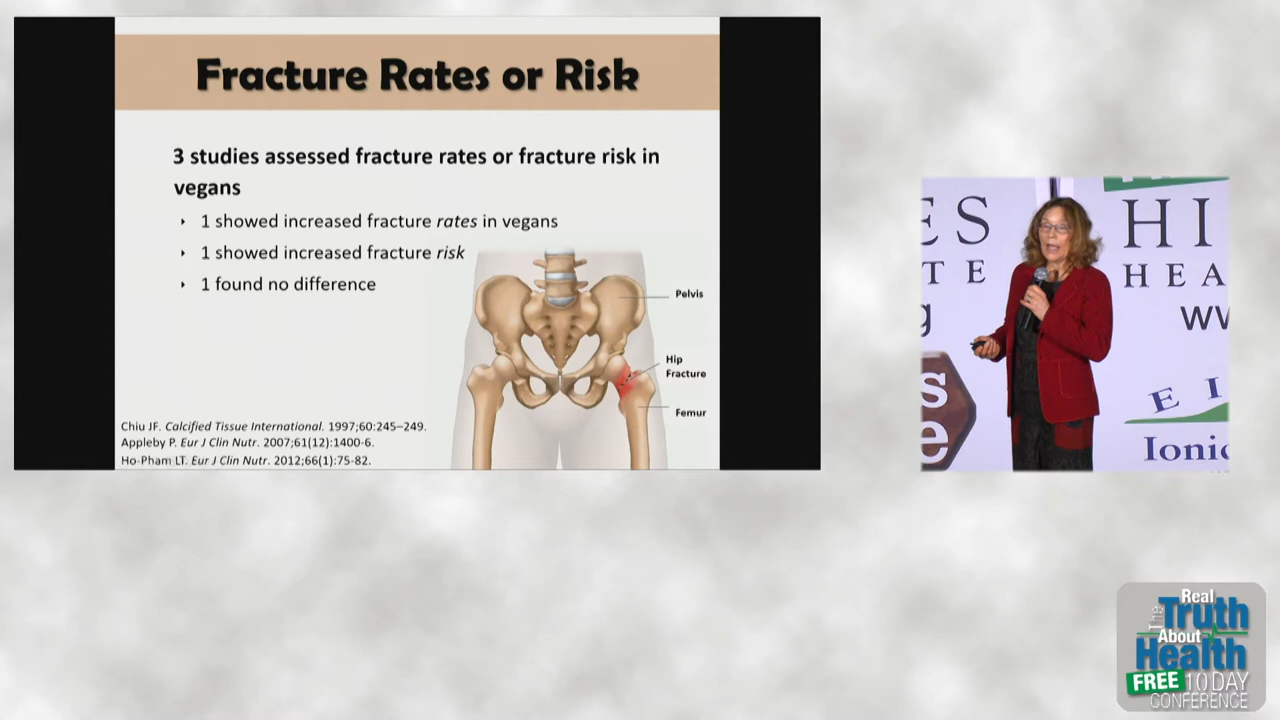 Fracture Rates or Risk
3 studies assessed fracture rates or fracture risk in
vegans
‣ 1 showed increased fracture rates in vegans
‣ 1 showed increased fracture risk
‣ 1 found no difference
Pelvis
Hip
Fracture
Femur
Chiu JF. Calcified Tissue International. 1997;60:245–249.
Appleby P. Eur J Clin Nutr. 2007;61(12):1400-6.
Ho-Pham LT. Eur J Clin Nutr. 2012;66(1):75-82.
ES
TE
g
s
e
HI
HEA
WW
EI
Ionic
The Real
Truth
About
Health
FREE 10 DAY
CONFERENCE